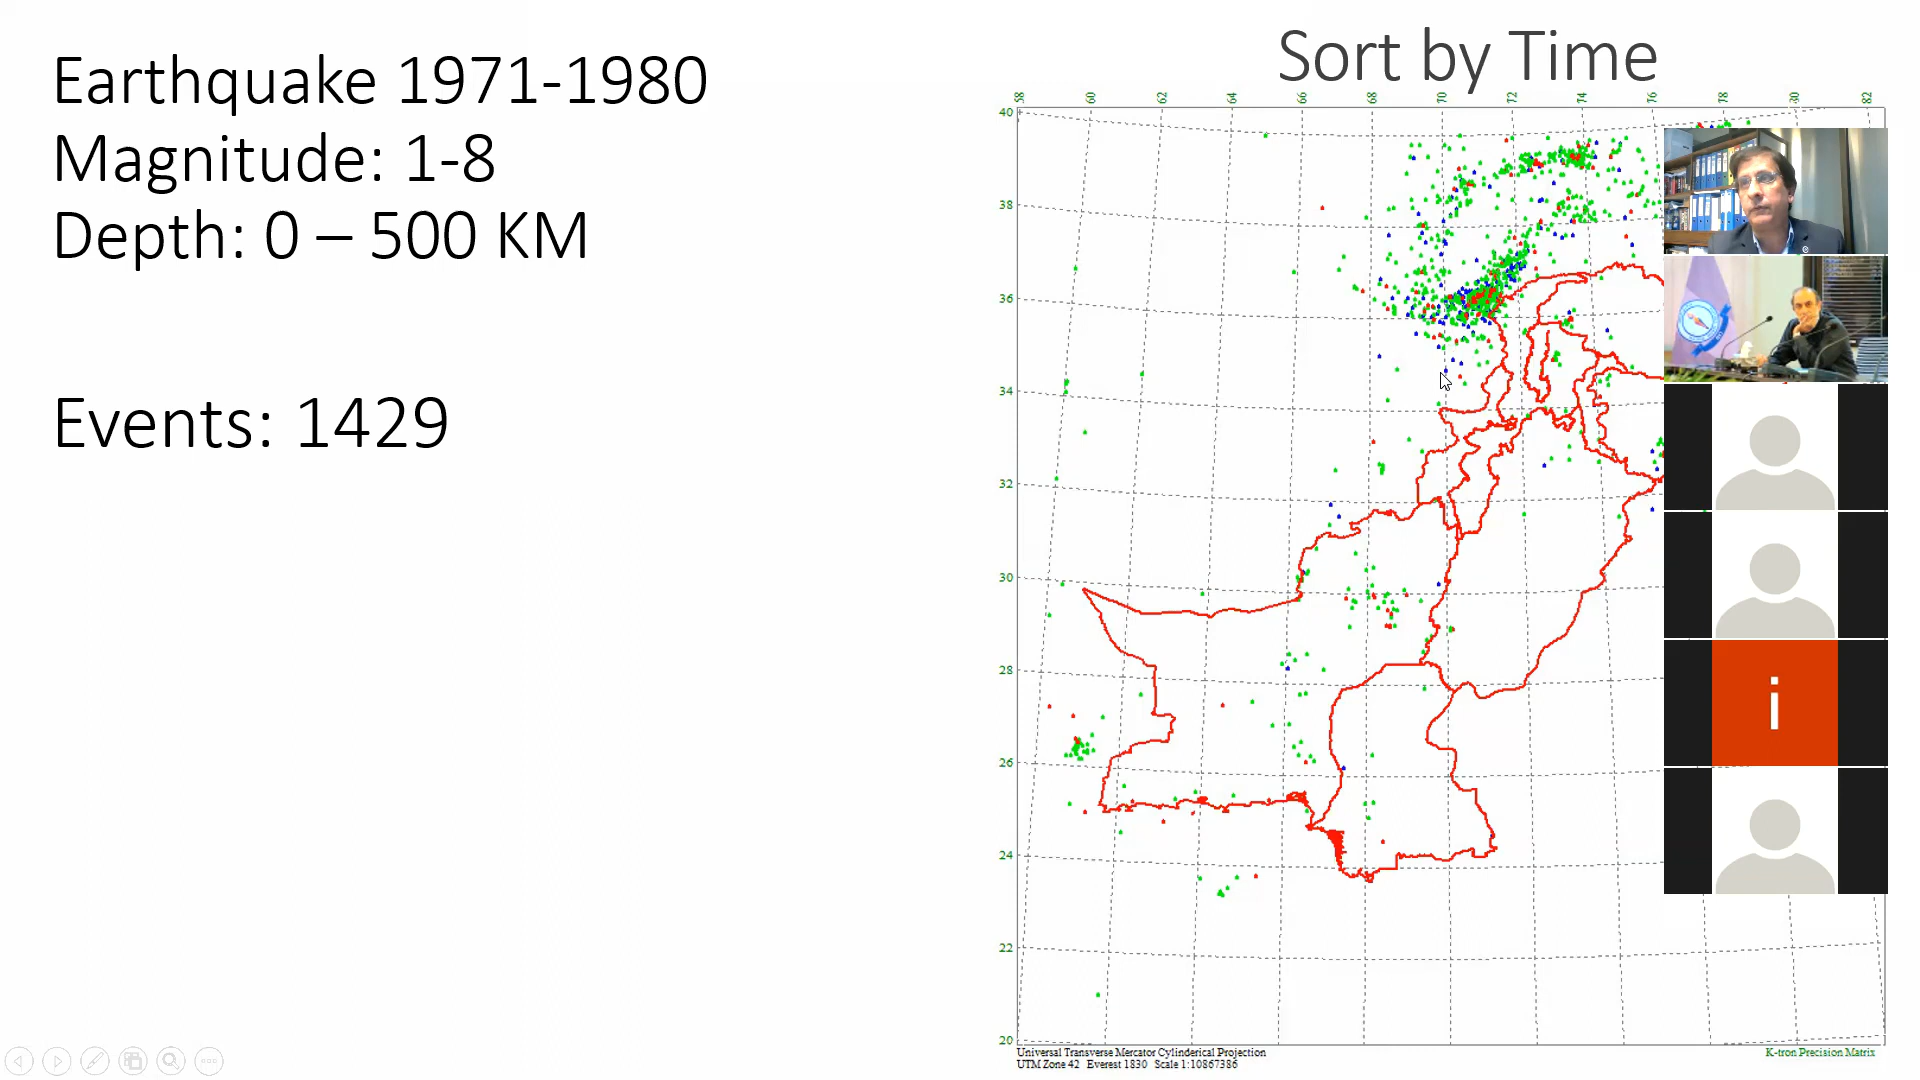 Earthquake 1971-1980
Magnitude: 1-8
Depth: 0 – 500 KM
Events: 1429
Sort by Time
58 60 62 64 66 68 70 72 74 76 78 80 82
40
38
36
34
32
30
28
26
24
22
20
i
Universal Transverse Mercator Cylinderical Projection
UTM Zone 42 Everest 1830 Scale 1:10867386
K-tron Precision Matrix